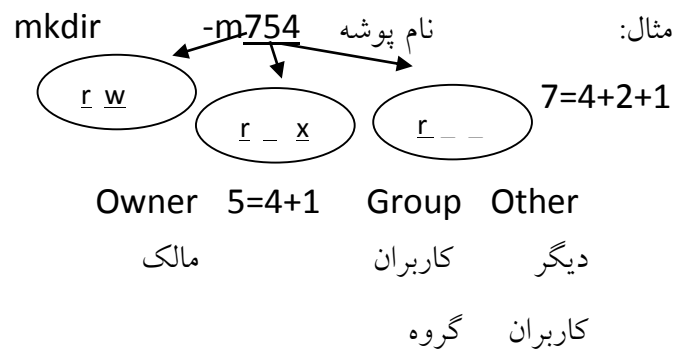 مثال: نام پوشه mkdir -m754
r w
r _ x
r _ _
7=4+2+1
Owner 5=4+1 Group Other
مالک کاربران دیگر
گروه کاربران